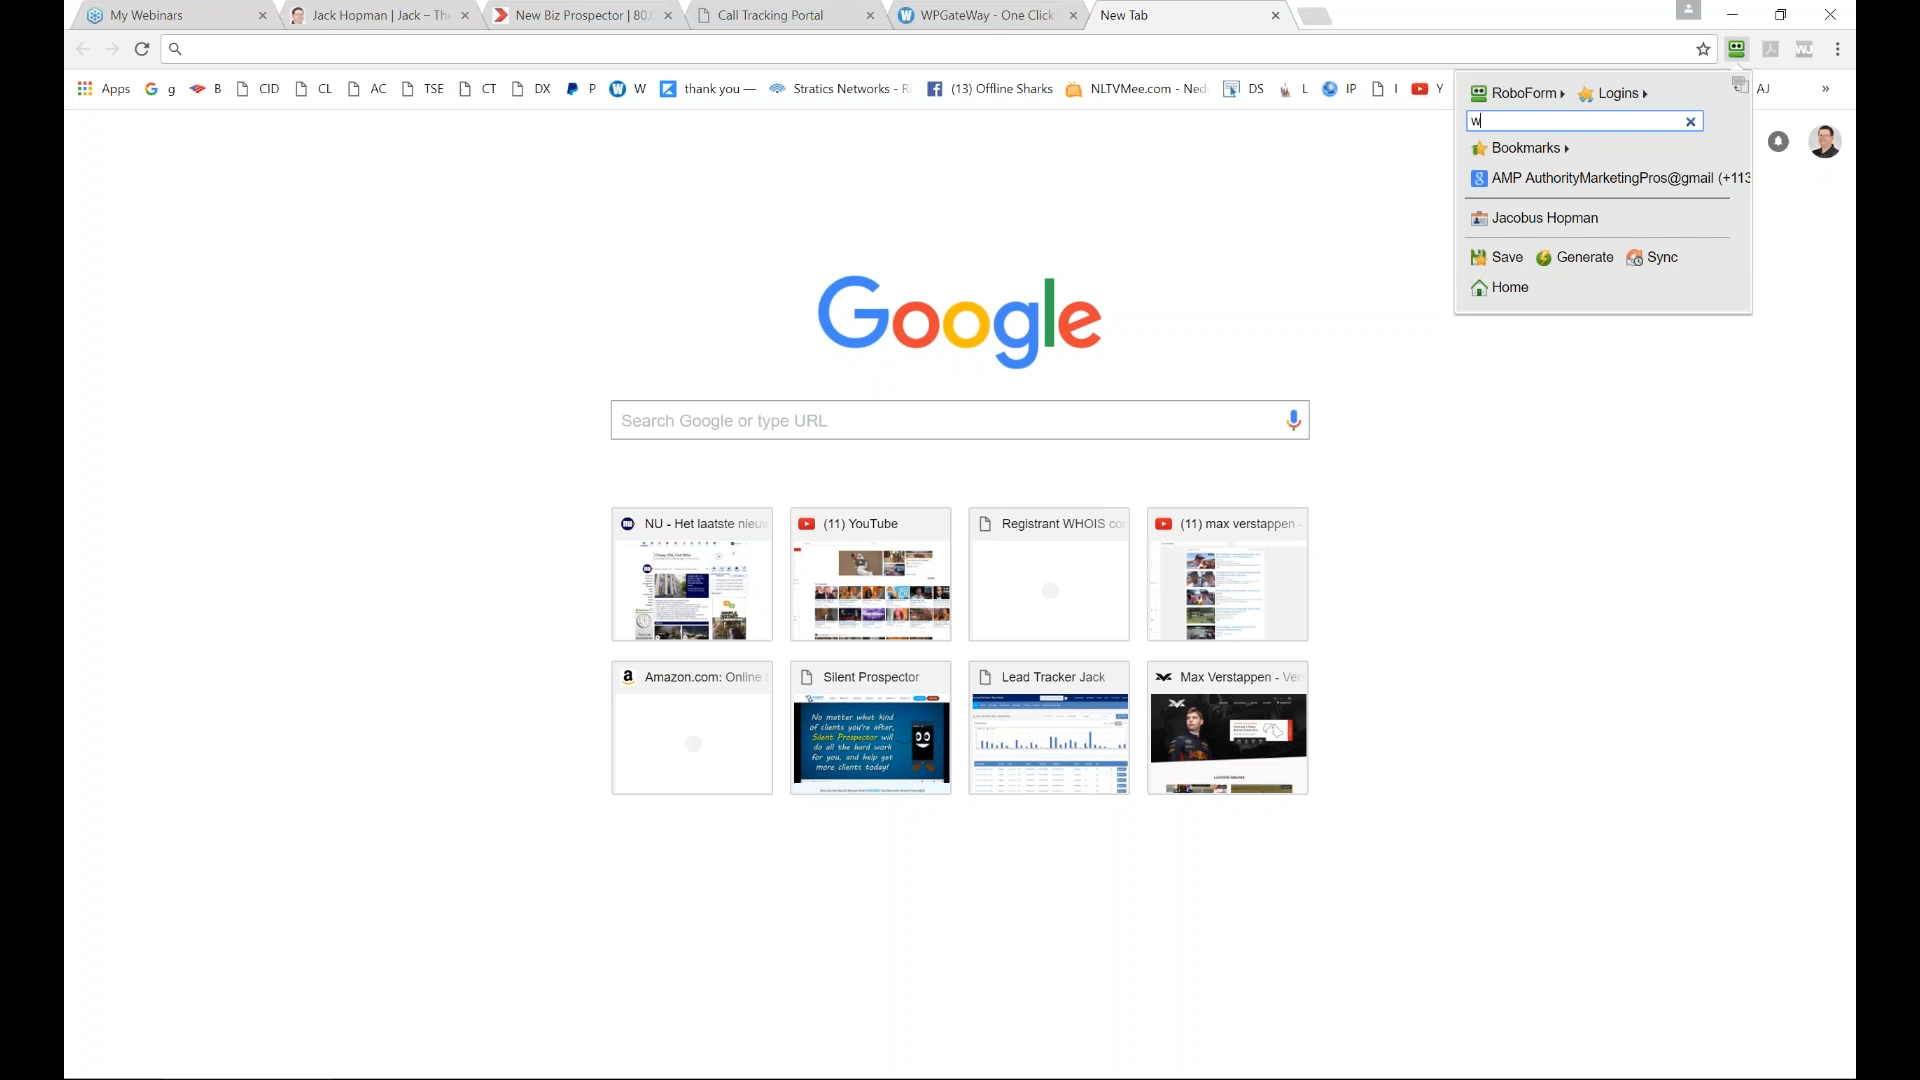 My Webinars
Jack Hopman | Jack – The
New Biz Prospector | 80,
Call Tracking Portal
WPGateWay - One Click
New Tab
Apps
g
B
CID
CL
AC
TSE
CT
DX
P
W
thank you —
Stratics Networks - Ri
(13) Offline Sharks
NLTVMee.com - Ned
DS
L
IP
I
Y
AJ
»
RoboForm
Logins
w
Bookmarks
AMP AuthorityMarketingPros@gmail (+113
Jacobus Hopman
Save
Generate
Sync
Home
Google
Search Google or type URL
NU - Het laatste nieuw
(11) YouTube
Registrant WHOIS co
(11) max verstappen -
Amazon.com: Online S
Silent Prospector
Lead Tracker Jack
Max Verstappen - Ver
No matter what kind
of clients you're after,
Silent Prospector will
do all the hard work
for you, and help get
more clients today!